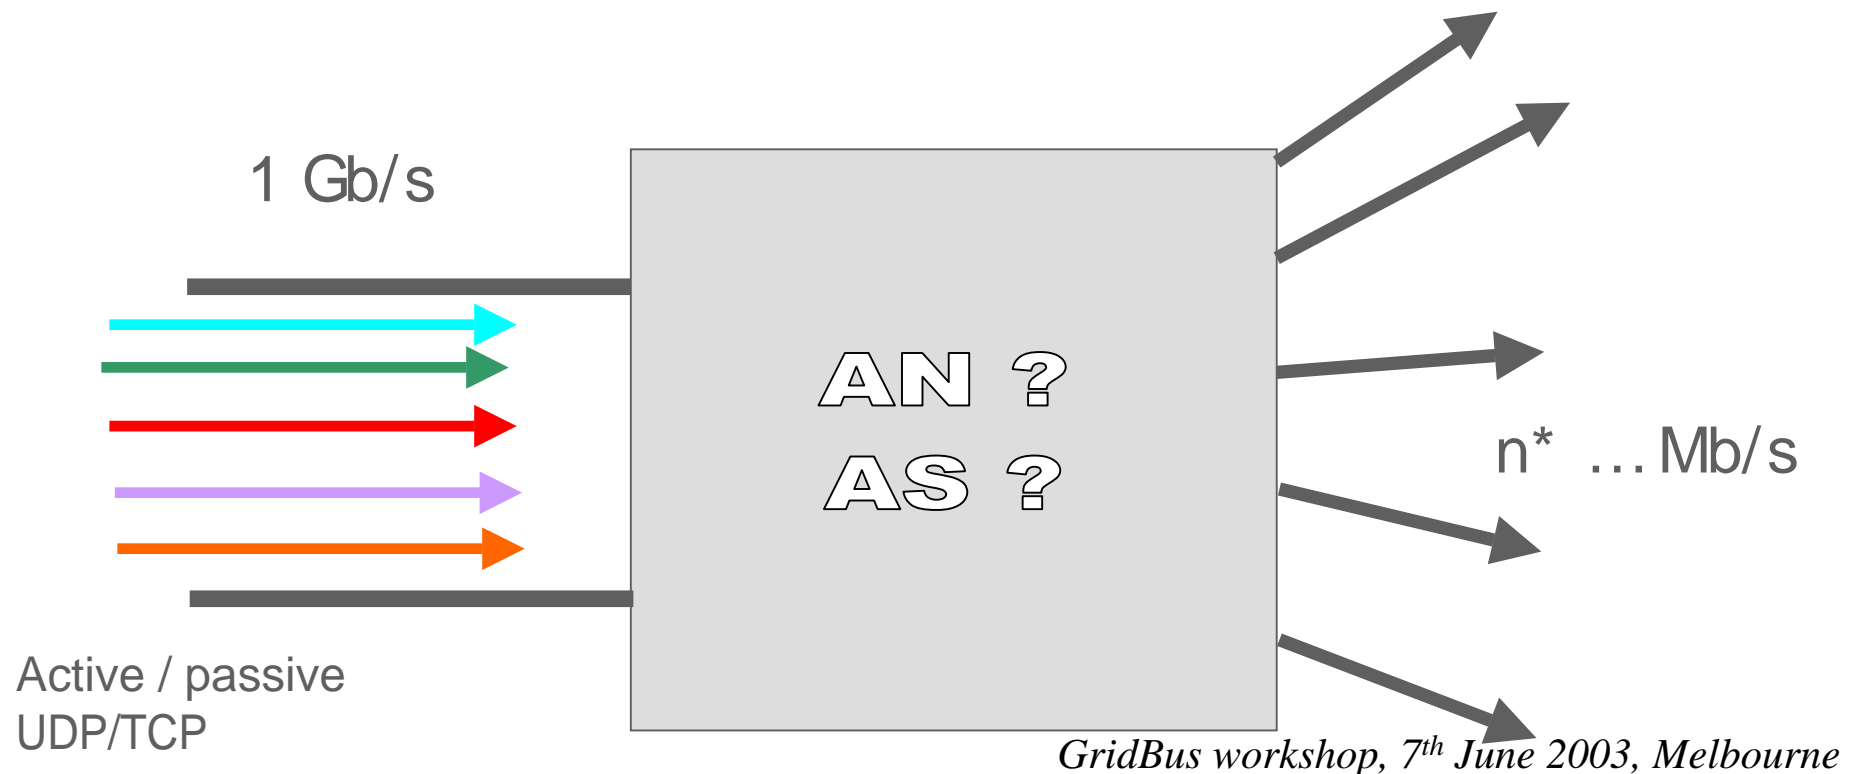 1 Gb/s
AN ?
AS ?
n* ... Mb/s
Active / passive
UDP/TCP
GridBus workshop, 7th June 2003, Melbourne